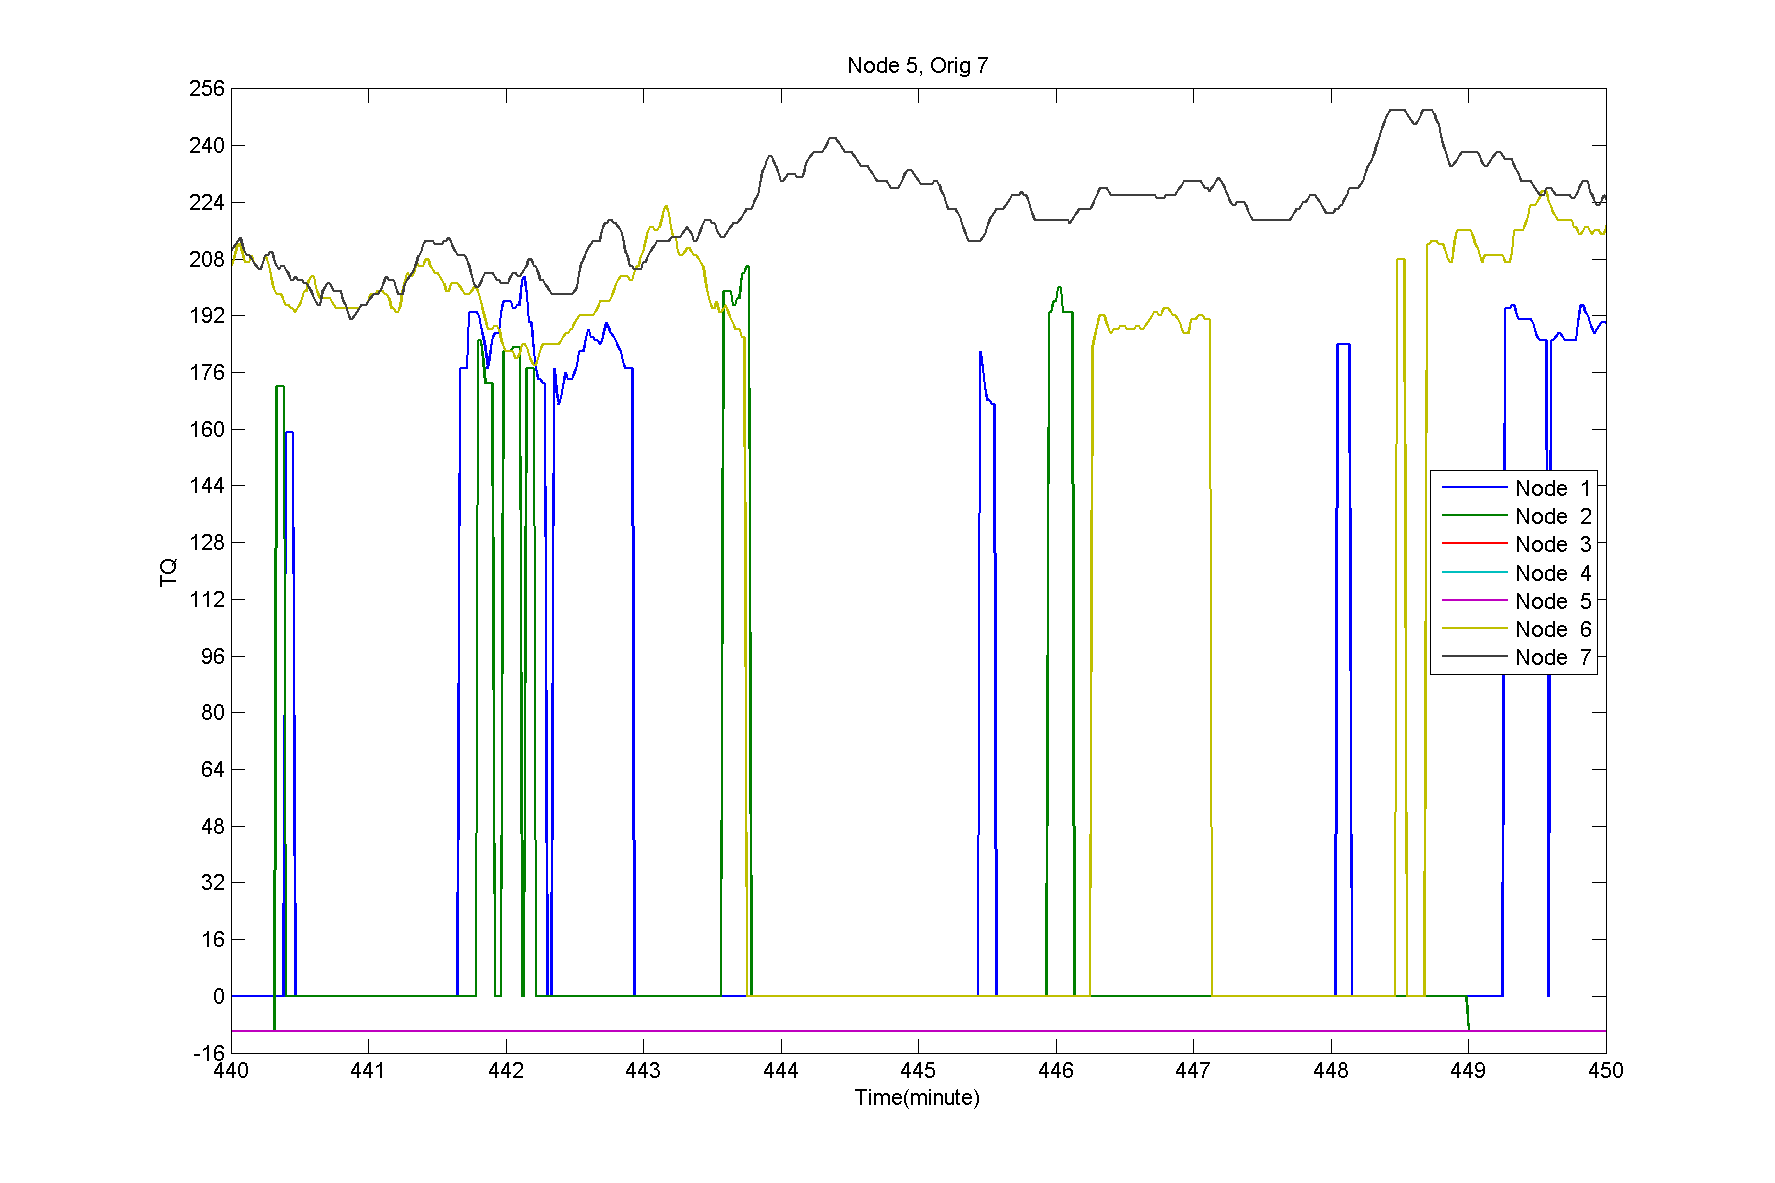 Node 5, Orig 7
256
240
224
208
192
176
160
144
128
112
96
80
64
48
32
16
0
-16
TQ
Node 1
Node 2
Node 3
Node 4
Node 5
Node 6
Node 7
440 441 442 443 444 445 446 447 448 449 450
Time(minute)